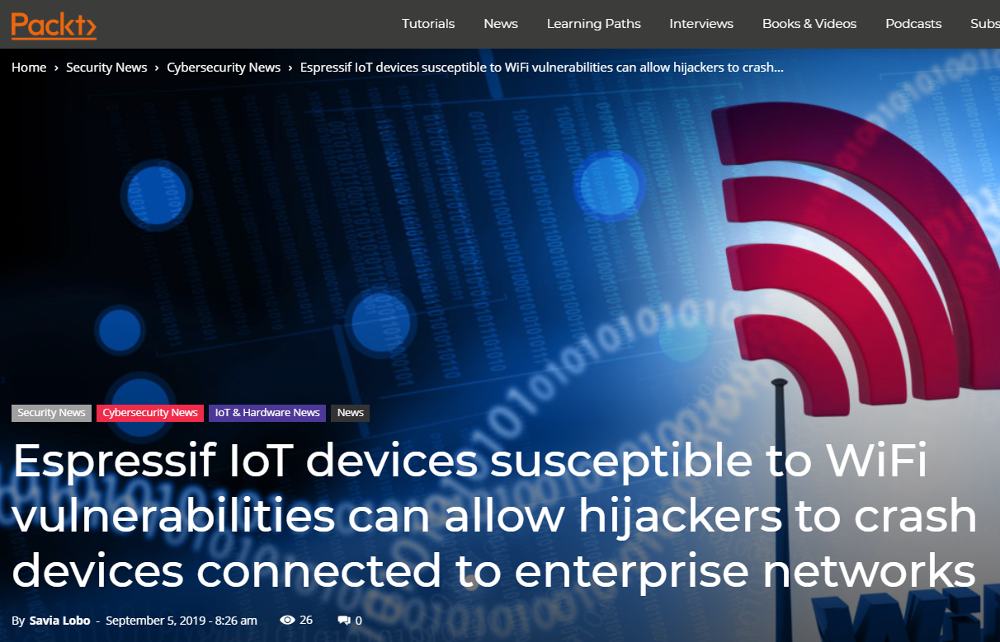 Packt>
Tutorials News Learning Paths Interviews Books & Videos Podcasts Subs
Home › Security News › Cybersecurity News › Espressif IoT devices susceptible to WiFi vulnerabilities can allow hijackers to crash...
Security News Cybersecurity News IoT & Hardware News News
Espressif IoT devices susceptible to WiFi
vulnerabilities can allow hijackers to crash
devices connected to enterprise networks
By Savia Lobo - September 5, 2019 - 8:26 am 26 0
WiFi